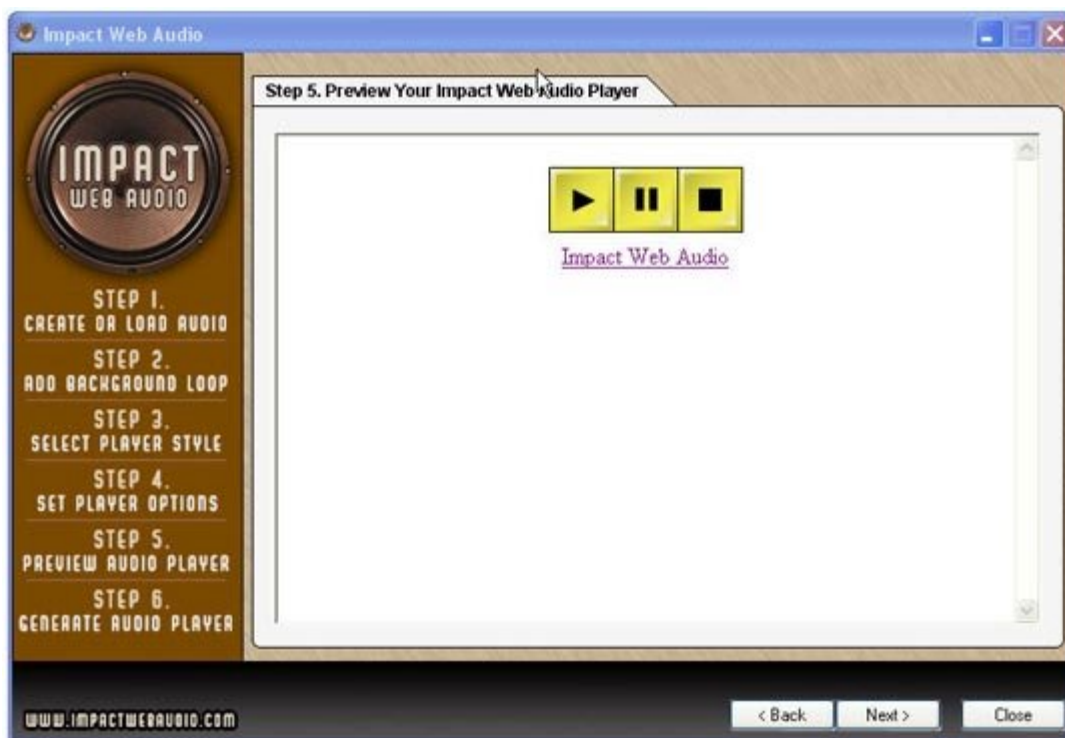 Impact Web Audio
IMPACT
WEB AUDIO
STEP 1.
CREATE OR LOAD AUDIO
STEP 2.
ADD BACKGROUND LOOP
STEP 3.
SELECT PLAYER STYLE
STEP 4.
SET PLAYER OPTIONS
STEP 5.
PREVIEW AUDIO PLAYER
STEP 6.
GENERATE AUDIO PLAYER
Step 5. Preview Your Impact Web Audio Player
Impact Web Audio
WWW.IMPACTWEBAUDIO.COM
< Back
Next >
Close